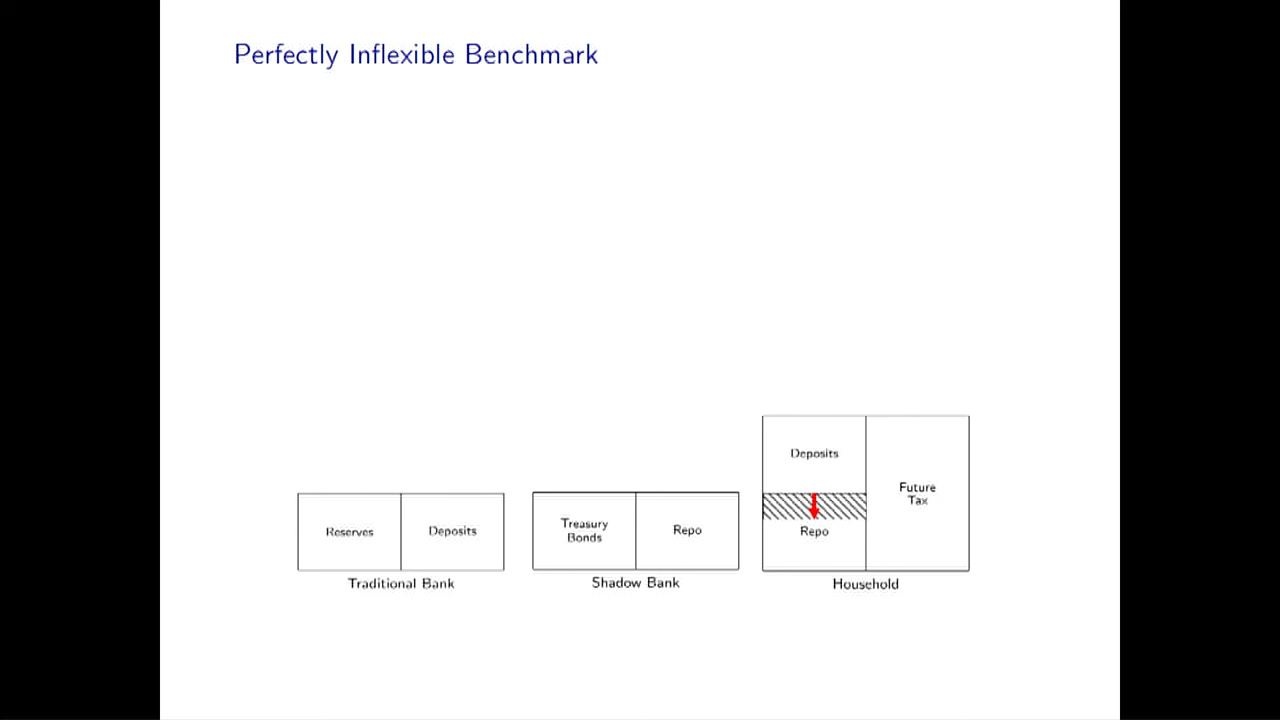 Perfectly Inflexible Benchmark
Reserves
Deposits
Traditional Bank
Treasury
Bonds
Repo
Shadow Bank
Deposits
Repo
Future
Tax
Household